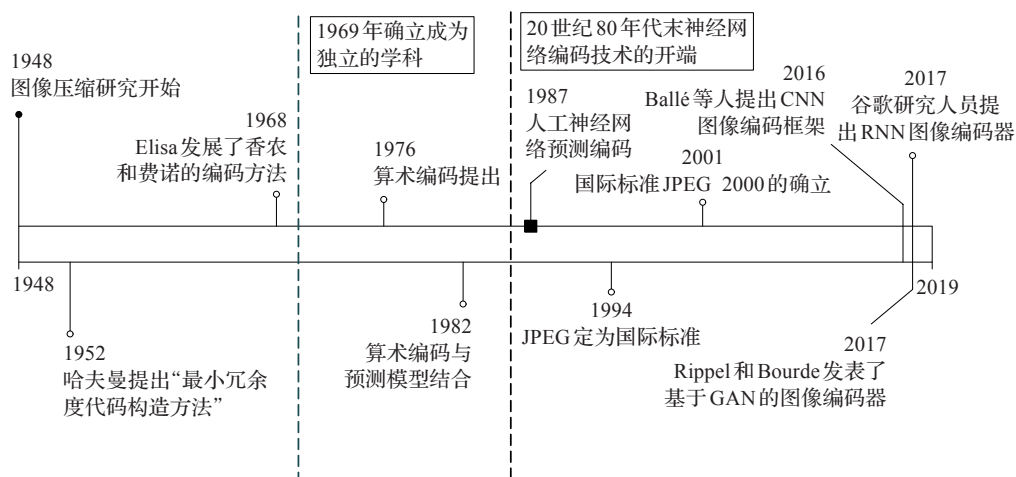 1969年确立成为
独立的学科
20世纪80年代末神经网
络编码技术的开端
1948
图像压缩研究开始
1968
Elisa发展了香农
和费诺的编码方法
1976
算术编码提出
1987
人工神经网
络预测编码
2001
国际标准JPEG 2000的确立
2016
Ballé等人提出CNN
图像编码框架
2017
谷歌研究人员提
出RNN图像编码器
1948
2019
1952
哈夫曼提出“最小冗余
度代码构造方法”
1982
算术编码与
预测模型结合
1994
JPEG定为国际标准
2017
Rippel和Bourde发表了
基于GAN的图像编码器